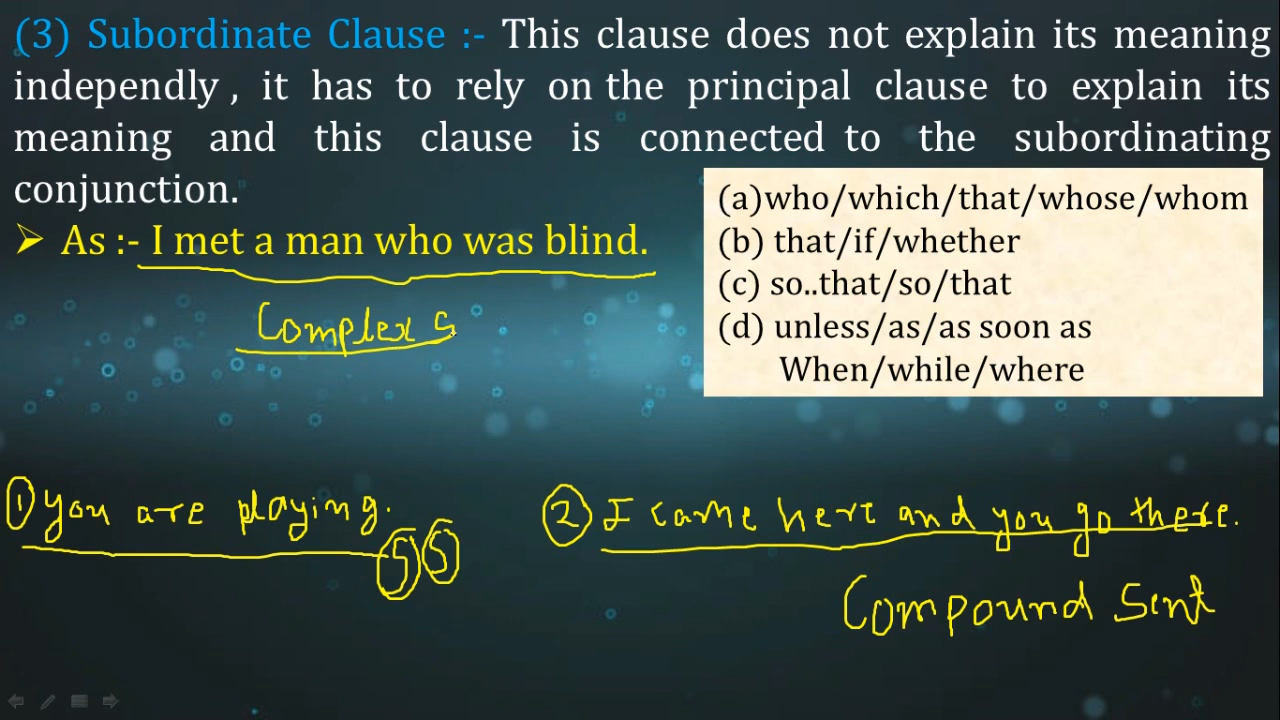 (3) Subordinate Clause :- This clause does not explain its meaning
independly , it has to rely on the principal clause to explain its
meaning and this clause is connected to the subordinating
conjunction.
➢ As :- I met a man who was blind.
Complex S
(a)who/which/that/whose/whom
(b) that/if/whether
(c) so..that/so/that
(d) unless/as/as soon as
When/while/where
① You are playing.
S S
② I came here and you go there.
Compound Sent